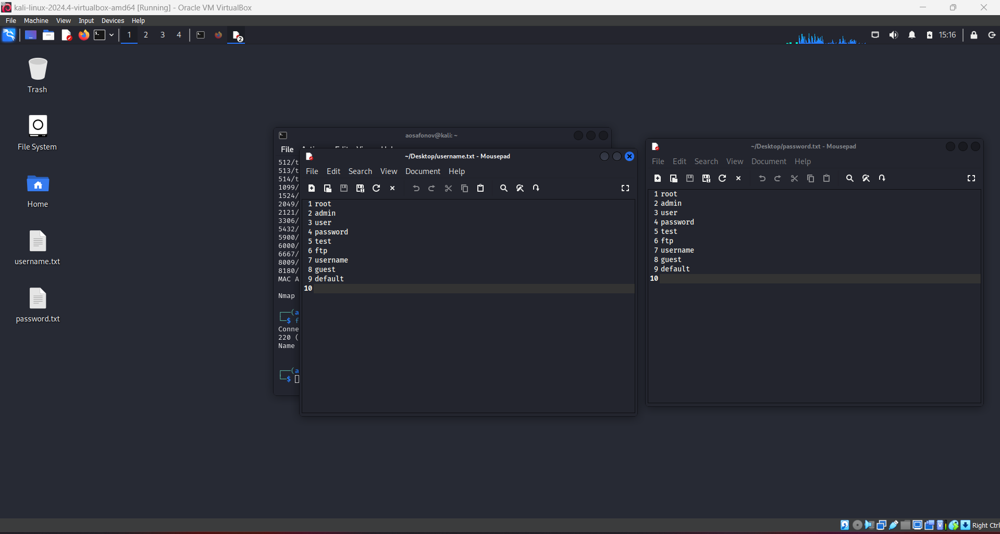 kali-linux-2024.4-virtualbox-amd64 [Running] - Oracle VM VirtualBox
File Machine View Input Devices Help
1 2 3 4 2 15:16
Trash
File System
Home
username.txt
password.txt
aosafonov@kali: ~
File
512/t
513/t
514/t
1099/
1524/
2049/
2121/
3306/
5432/
5900/
6000/
6667/
8009/
8180/
MAC A
Nmap
(a
$ f
Conne
220 (
Name
(a
$
~/Desktop/username.txt - Mousepad
File Edit Search View Document Help
1 root
2 admin
3 user
4 password
5 test
6 ftp
7 username
8 guest
9 default
10
~/Desktop/password.txt - Mousepad
File Edit Search View Document Help
1 root
2 admin
3 user
4 password
5 test
6 ftp
7 username
8 guest
9 default
10
Right Ctrl